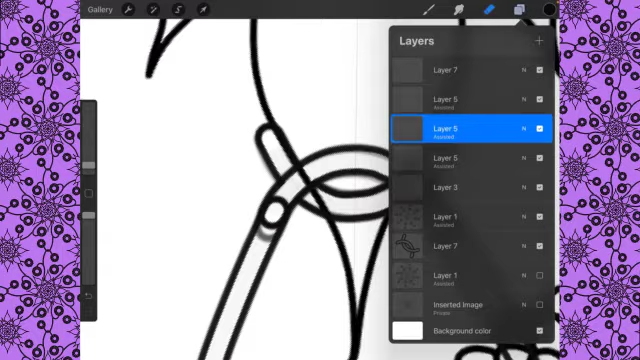 Gallery
Layers
Layer 7
N
Layer 5
Assisted
N
Layer 5
Assisted
N
Layer 5
Assisted
N
Layer 3
N
Layer 1
Assisted
N
Layer 7
N
Layer 1
Assisted
N
Inserted Image
Private
N
Background color